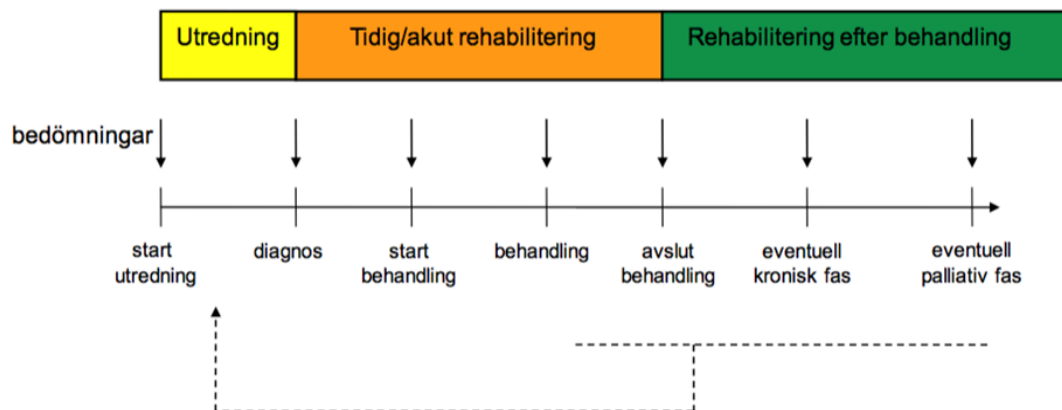 Utredning
Tidig/akut rehabilitering
Rehabilitering efter behandling
bedömningar
start
utredning
diagnos
start
behandling
behandling
avslut
behandling
eventuell
kronisk fas
eventuell
palliativ fas